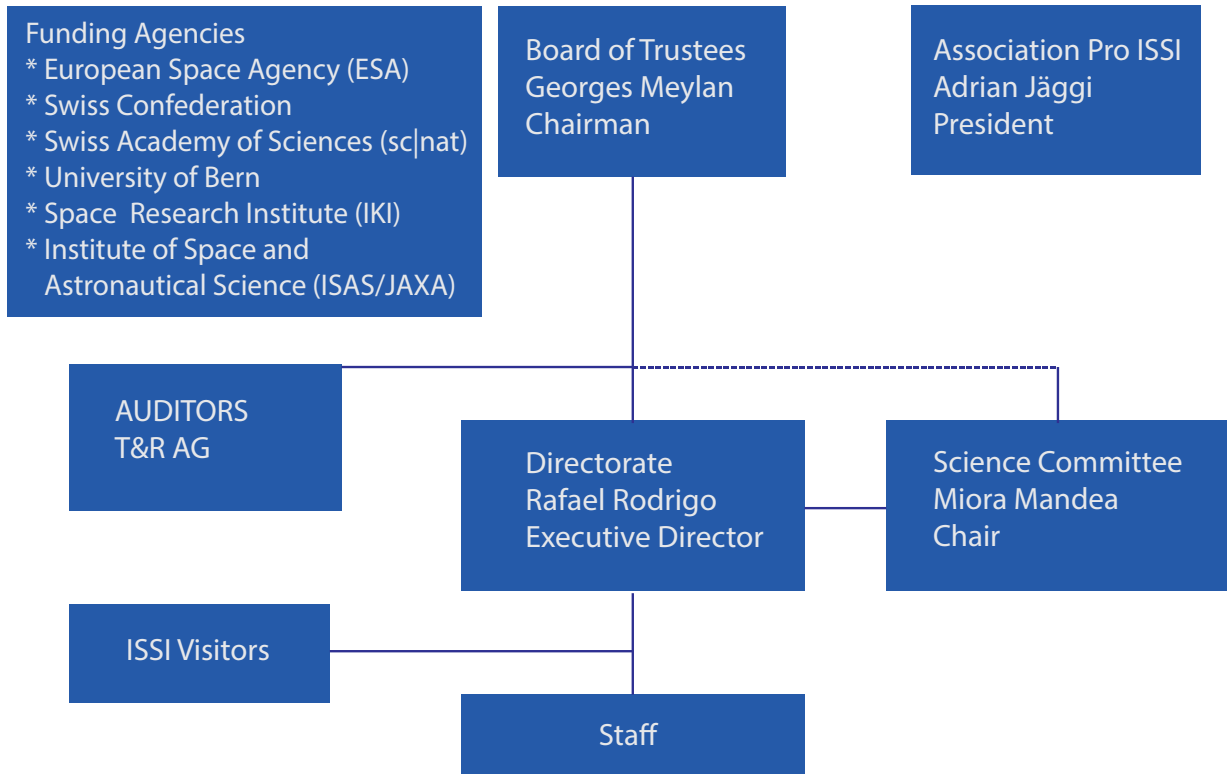 Funding Agencies
* European Space Agency (ESA)
* Swiss Confederation
* Swiss Academy of Sciences (sc|nat)
* University of Bern
* Space  Research Institute (IKI)
* Institute of Space and
Astronautical Science (ISAS/JAXA)
Board of Trustees
Georges Meylan
Chairman
Association Pro ISSI
Adrian Jäggi
President
AUDITORS
T&R AG
Directorate
Rafael Rodrigo
Executive Director
Science Committee
Miora Mandea
Chair
ISSI Visitors
Staff